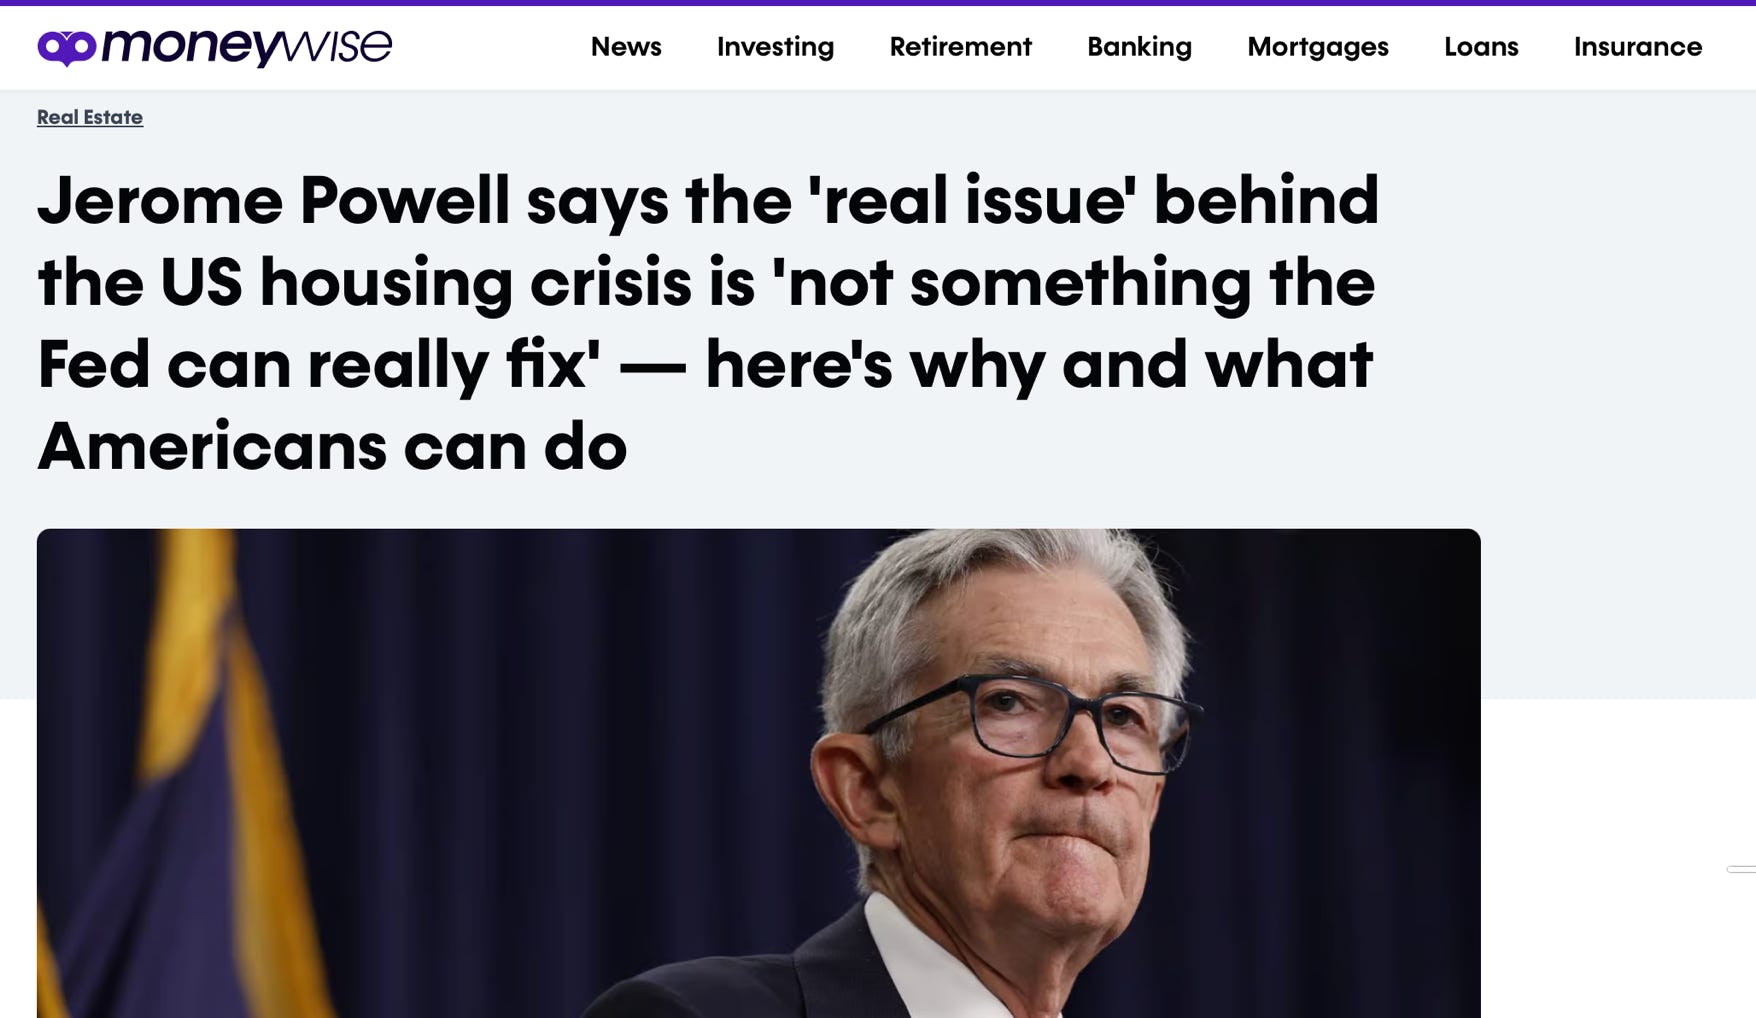 moneywise
News Investing Retirement Banking Mortgages Loans Insurance
Real Estate
Jerome Powell says the 'real issue' behind
the US housing crisis is 'not something the
Fed can really fix' — here's why and what
Americans can do